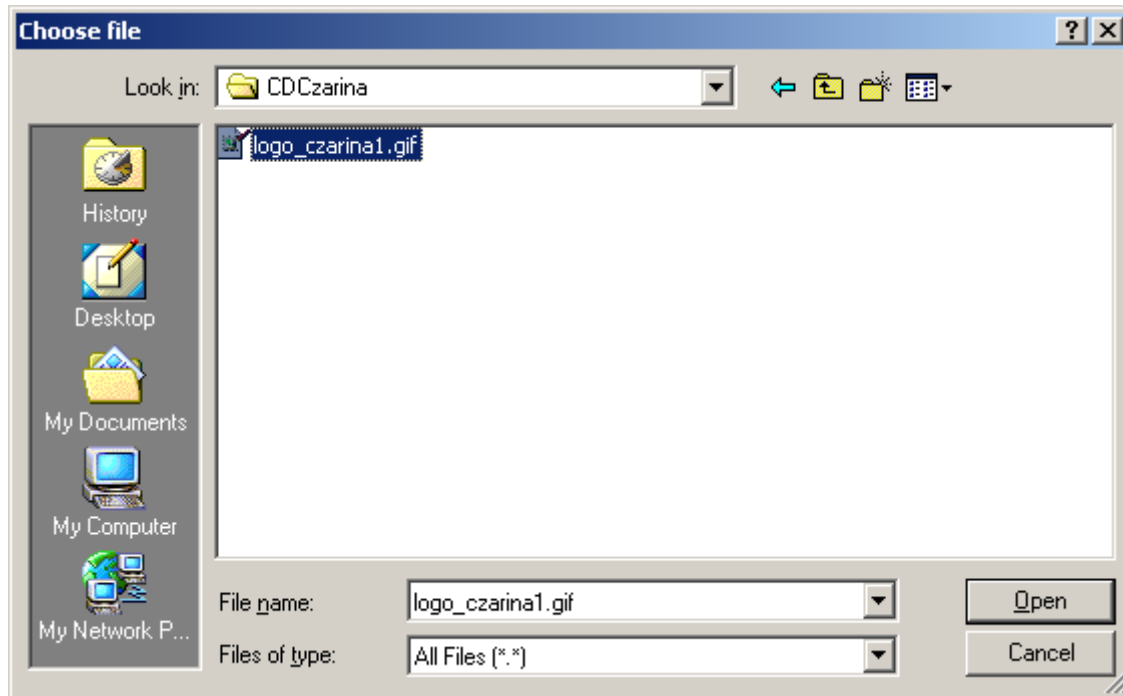 Choose file
Look in: CDCzarina
logo_czarina1.gif
History
Desktop
My Documents
My Computer
My Network P...
File name: logo_czarina1.gif Open
Files of type: All Files (*.*) Cancel